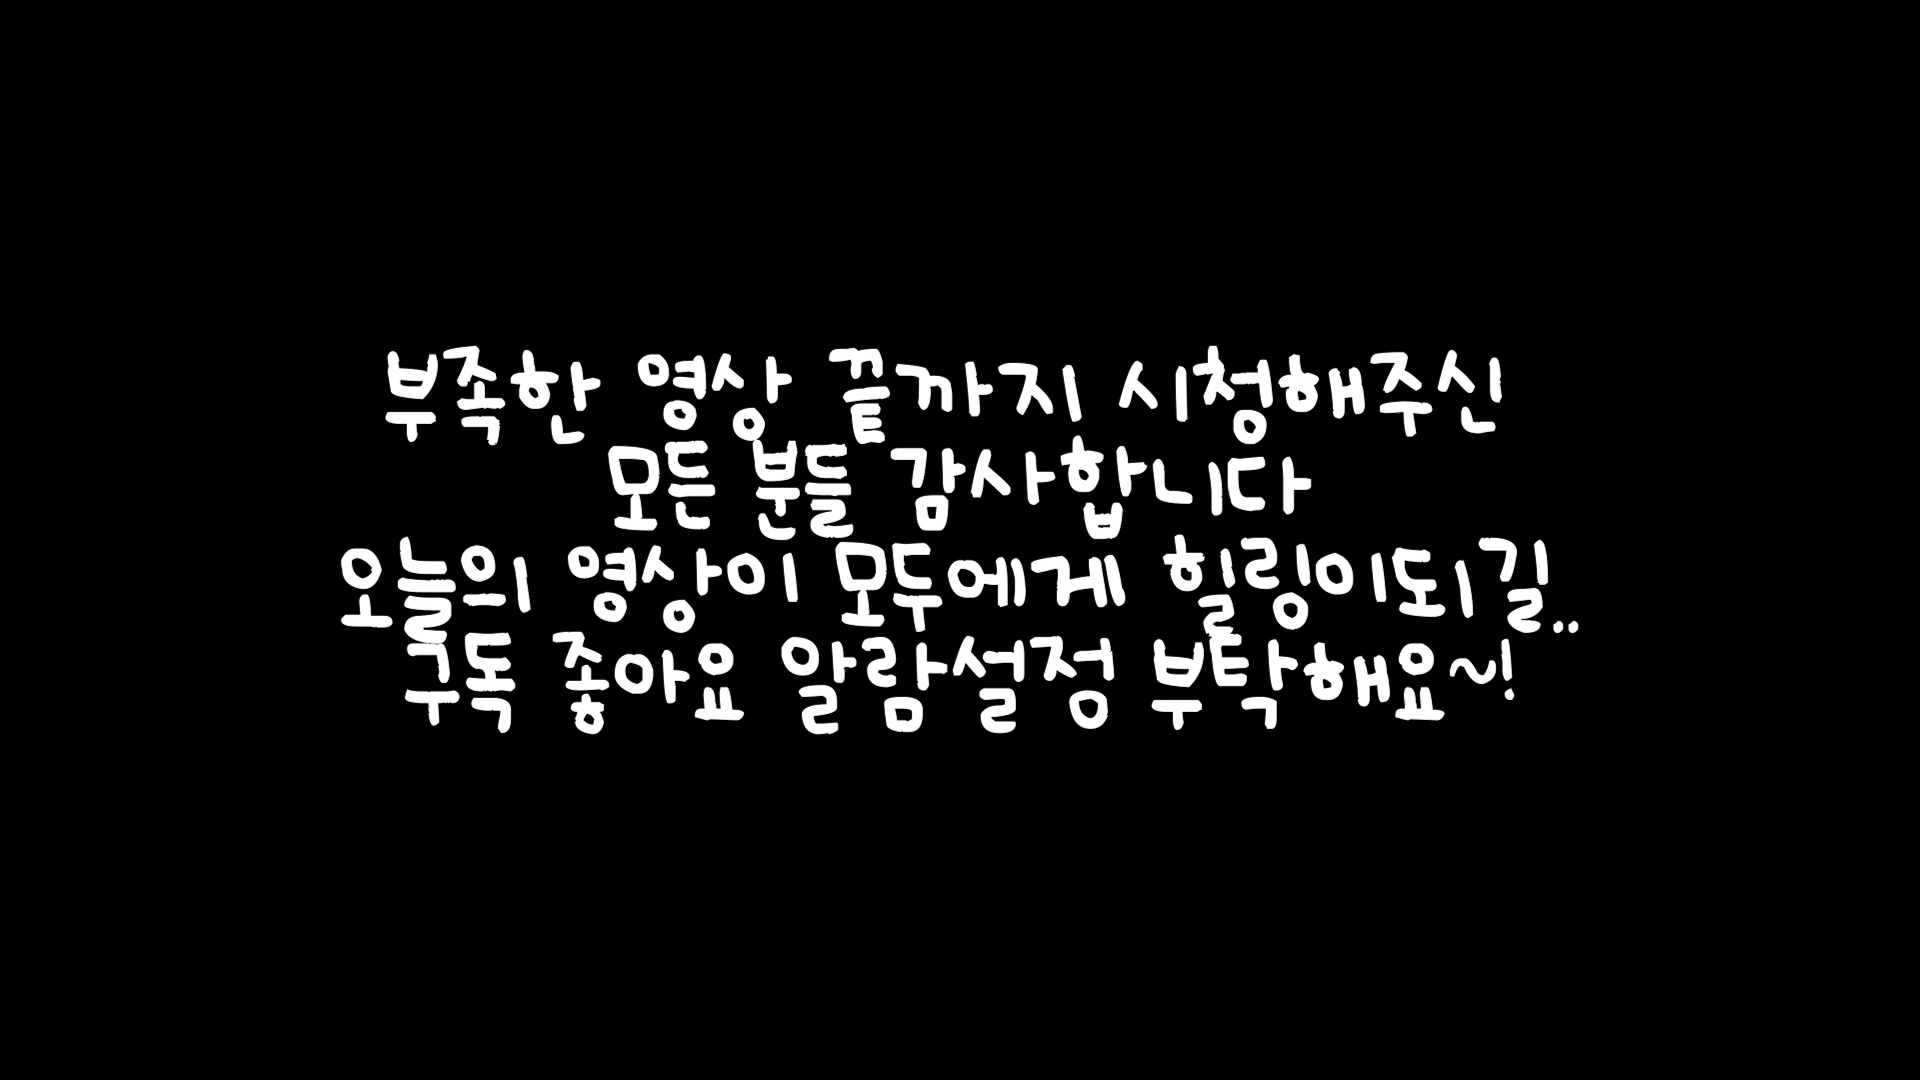 부족한 영상 끝까지 시청해주신
모든 분들 감사합니다
오늘의 영상이 모두에게 힐링이되길..
구독 좋아요 알람설정 부탁해요~!